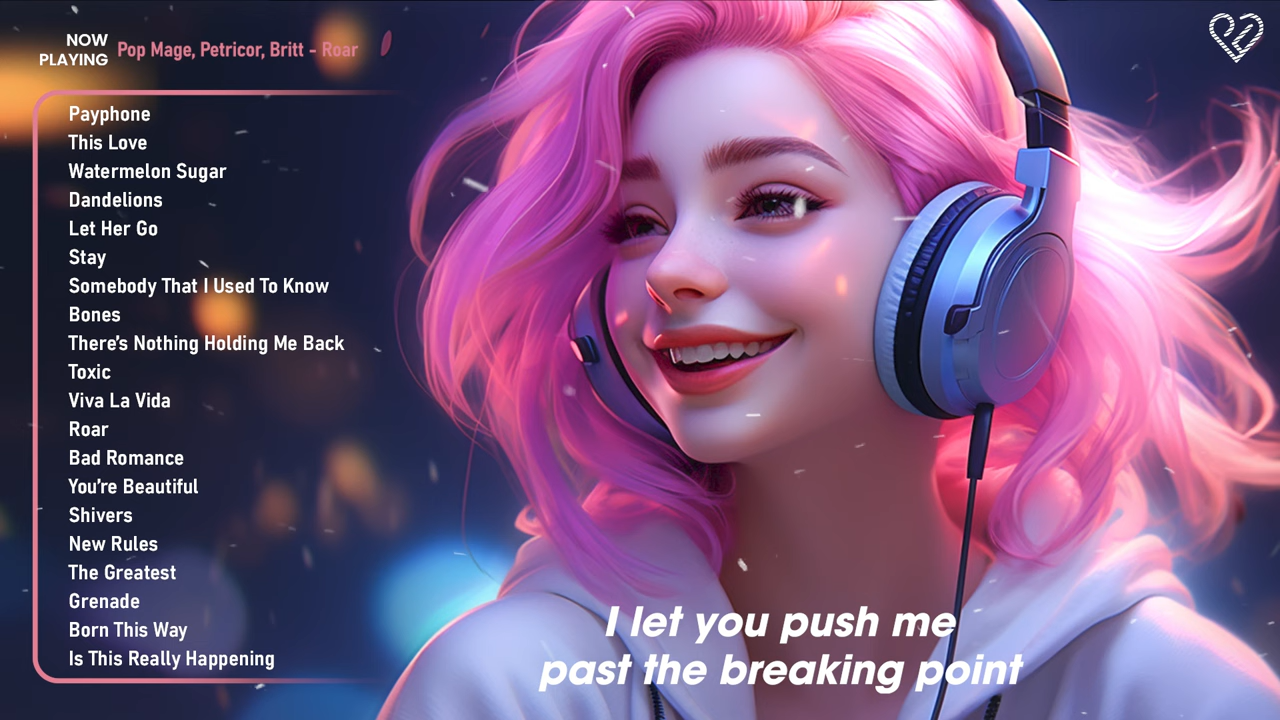 NOW
PLAYING
Pop Mage, Petricor, Britt - Roar
Payphone
This Love
Watermelon Sugar
Dandelions
Let Her Go
Stay
Somebody That I Used To Know
Bones
There's Nothing Holding Me Back
Toxic
Viva La Vida
Roar
Bad Romance
You're Beautiful
Shivers
New Rules
The Greatest
Grenade
Born This Way
Is This Really Happening
I let you push me
past the breaking point